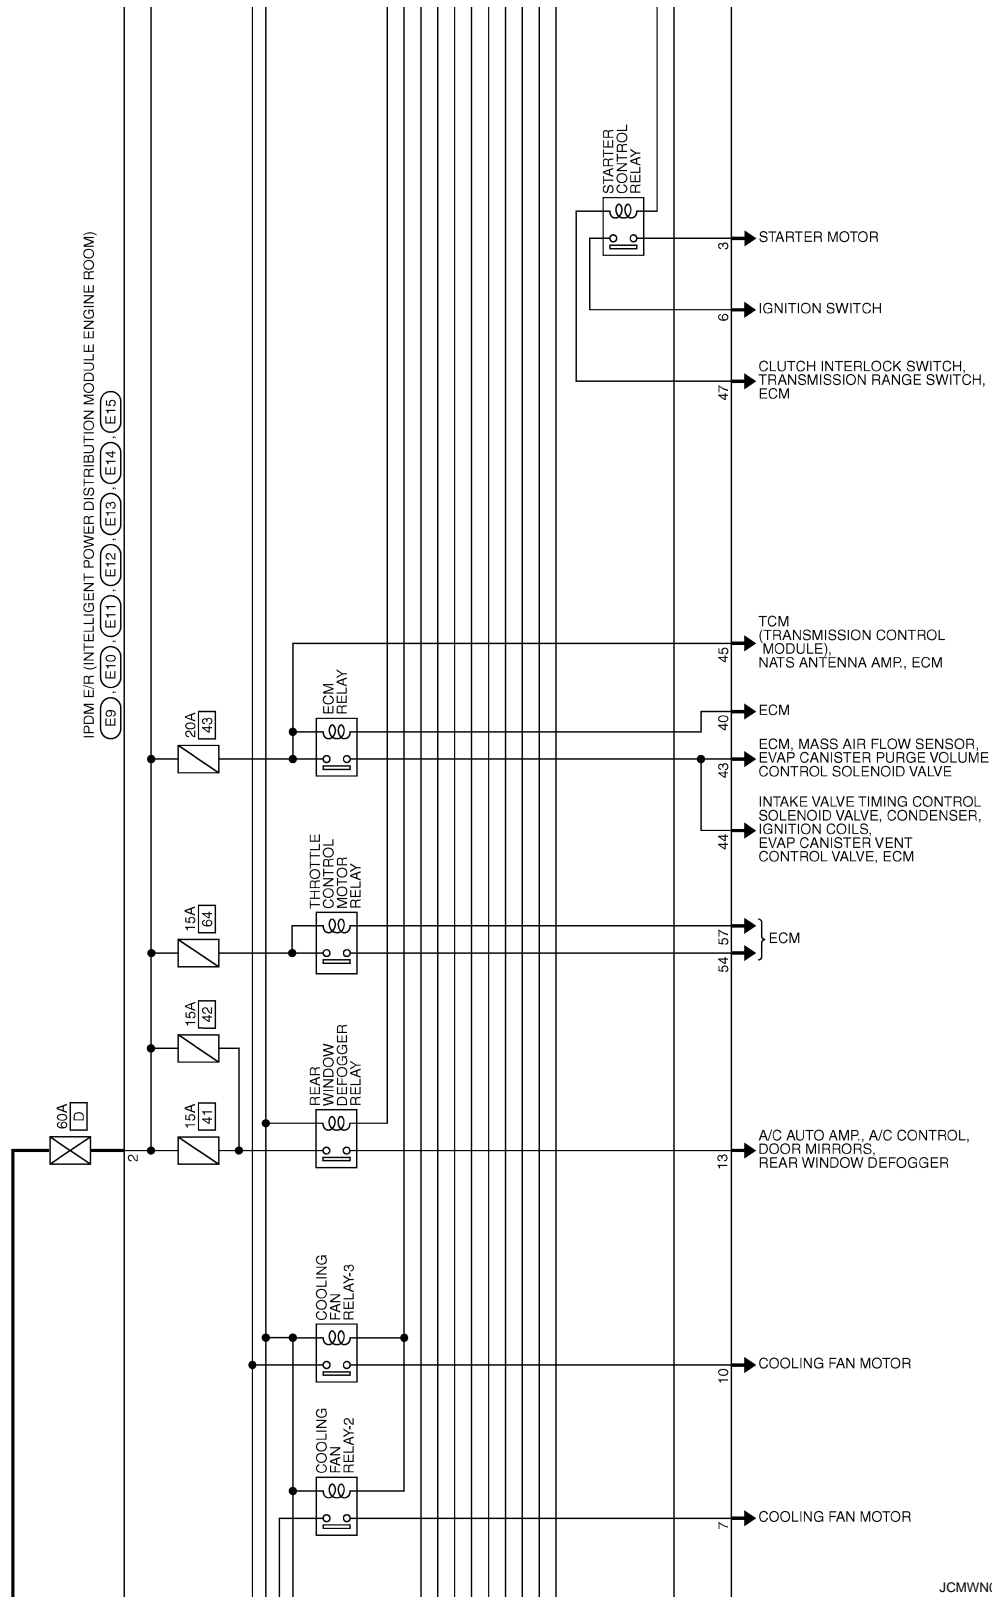 IPDM E/R (INTELLIGENT POWER DISTRIBUTION MODULE ENGINE ROOM)
E9 , E10 , E11 , E12 , E13 , E14 , E15
STARTER
CONTROL
RELAY
3
STARTER MOTOR
6
IGNITION SWITCH
47
CLUTCH INTERLOCK SWITCH,
TRANSMISSION RANGE SWITCH,
ECM
45
TCM
(TRANSMISSION CONTROL
MODULE),
NATS ANTENNA AMP., ECM
20A
43
ECM
RELAY
40
ECM
43
ECM, MASS AIR FLOW SENSOR,
EVAP CANISTER PURGE VOLUME
CONTROL SOLENOID VALVE
44
INTAKE VALVE TIMING CONTROL
SOLENOID VALVE, CONDENSER,
IGNITION COILS,
EVAP CANISTER VENT
CONTROL VALVE, ECM
15A
64
THROTTLE
CONTROL
MOTOR
RELAY
57
54
ECM
15A
42
60A
D
2
15A
41
REAR
WINDOW
DEFOGGER
RELAY
13
A/C AUTO AMP., A/C CONTROL,
DOOR MIRRORS,
REAR WINDOW DEFOGGER
COOLING
FAN
RELAY-3
10
COOLING FAN MOTOR
COOLING
FAN
RELAY-2
7
COOLING FAN MOTOR